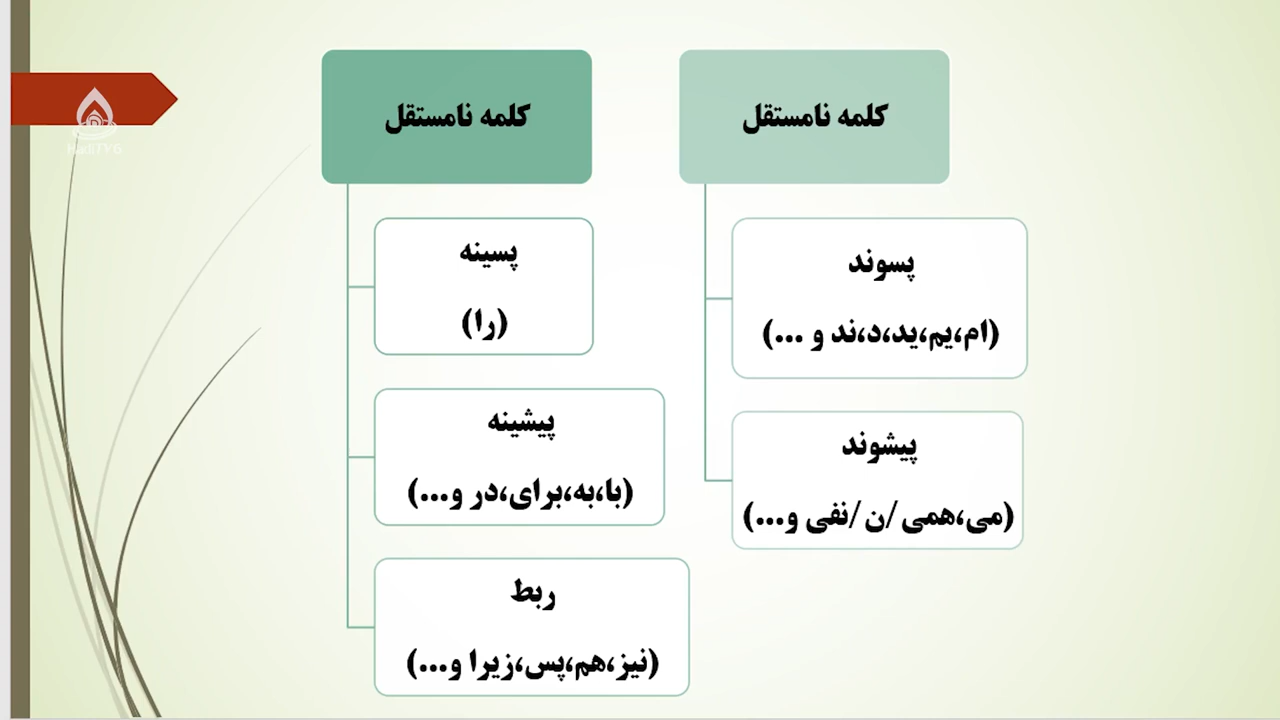 کلمه نامستقل
پسوند
(ام،یم،ید،د،ند و ...)
پیشوند
(می،همی /ن /نفی و...)
کلمه نامستقل
پسینه
(را)
پیشینه
(با،به،برای،در و...)
ربط
(نیز،هم،پس،زیرا و...)